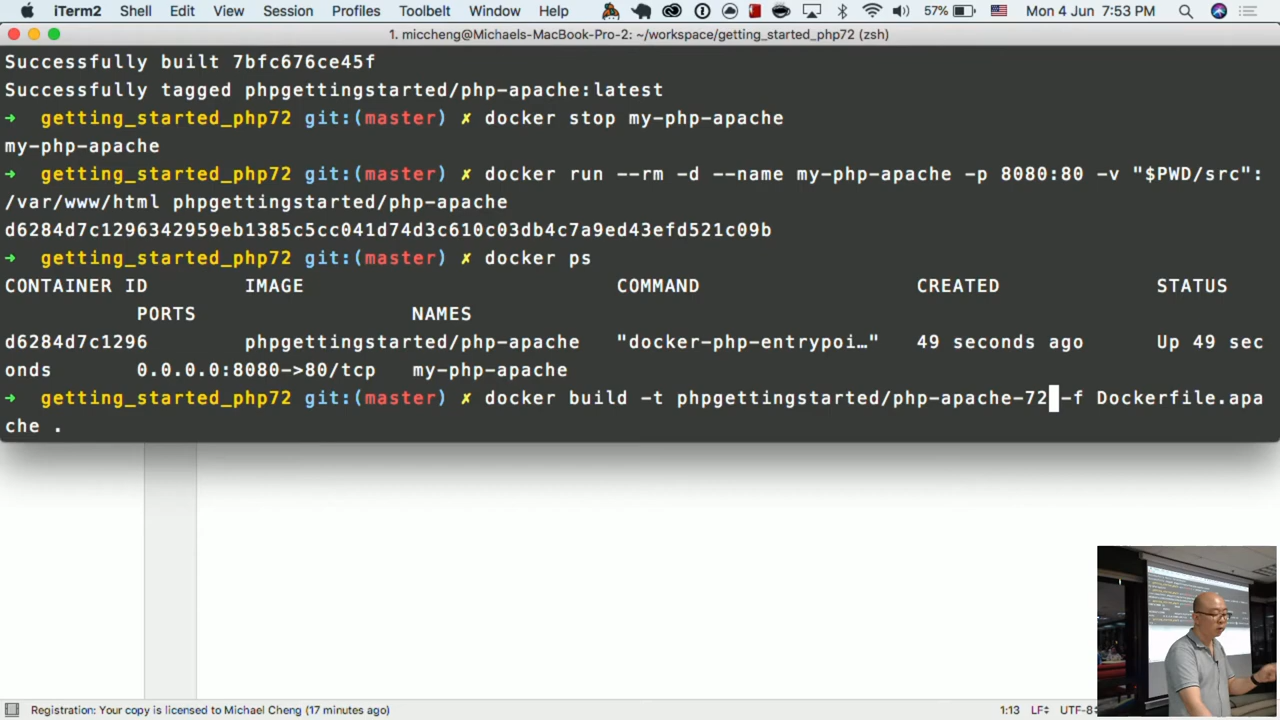 iTerm2 Shell Edit View Session Profiles Toolbelt Window Help 57% Mon 4 Jun 7:53 PM
1. miccheng@Michaels-MacBook-Pro-2: ~/workspace/getting_started_php72 (zsh)
Successfully built 7bfc676ce45f
Successfully tagged phpgettingstarted/php-apache:latest
➜ getting_started_php72 git:(master) ✗ docker stop my-php-apache
my-php-apache
➜ getting_started_php72 git:(master) ✗ docker run --rm -d --name my-php-apache -p 8080:80 -v "$PWD/src":
/var/www/html phpgettingstarted/php-apache
d6284d7c1296342959eb1385c5cc041d74d3c610c03db4c7a9ed43efd521c09b
➜ getting_started_php72 git:(master) ✗ docker ps
CONTAINER ID IMAGE COMMAND CREATED STATUS
PORTS NAMES
d6284d7c1296 phpgettingstarted/php-apache "docker-php-entrypoi…" 49 seconds ago Up 49 sec
onds 0.0.0.0:8080->80/tcp my-php-apache
➜ getting_started_php72 git:(master) ✗ docker build -t phpgettingstarted/php-apache-72 -f Dockerfile.apa
che .
Registration: Your copy is licensed to Michael Cheng (17 minutes ago) 1:13 LF UTF-8